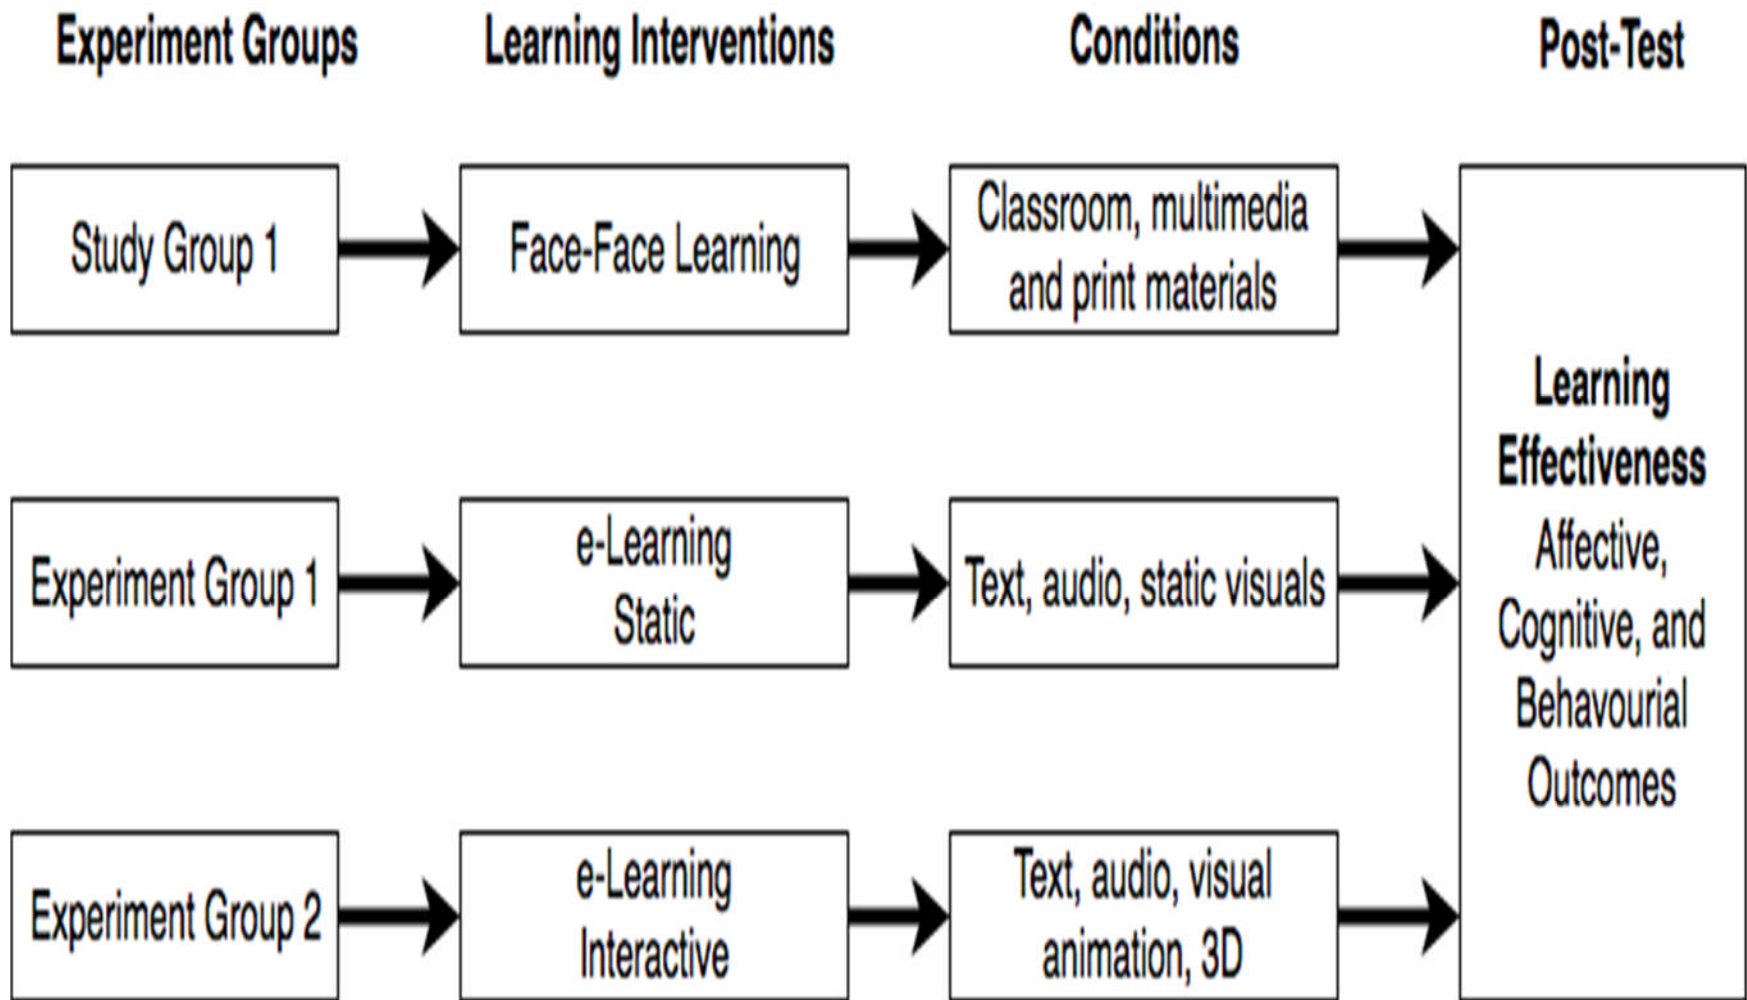 Experiment Groups
Learning Interventions
Conditions
Post-Test
Study Group 1
Face-Face Learning
Classroom, multimedia
and print materials
Experiment Group 1
e-Learning
Static
Text, audio, static visuals
Experiment Group 2
e-Learning
Interactive
Text, audio, visual
animation, 3D
Learning
Effectiveness
Affective,
Cognitive, and
Behavourial
Outcomes